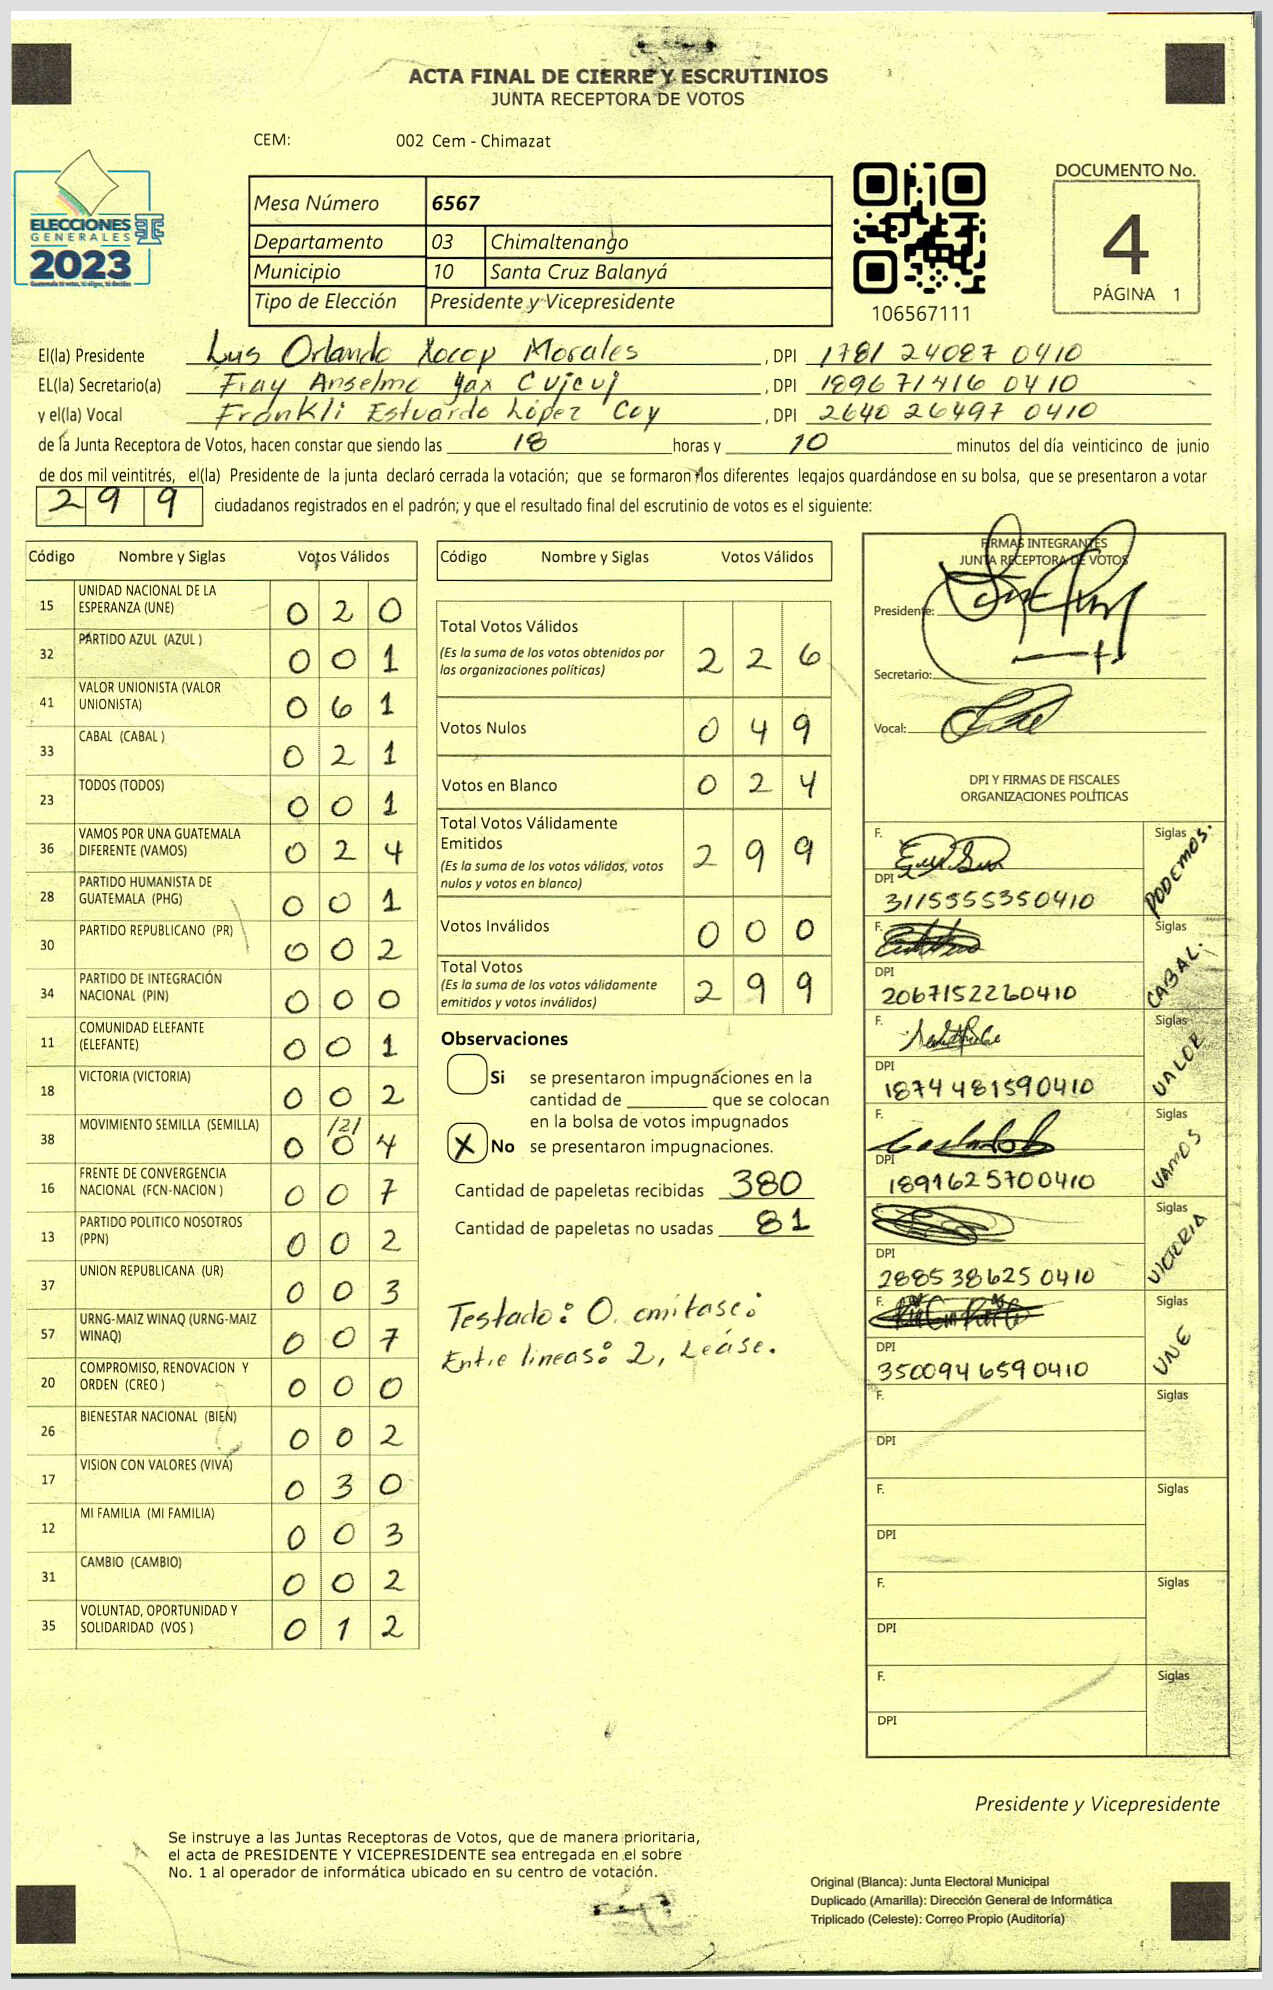 ACTA FINAL DE CIERRE Y ESCRUTINIOS
JUNTA RECEPTORA DE VOTOS
CEM: 002 Cem - Chimazat
ELECCIONES
GENERALES
2023
Mesa Número 6567
Departamento 03 Chimaltenango
Municipio 10 Santa Cruz Balanyá
Tipo de Elección Presidente y Vicepresidente
106567111
DOCUMENTO No.
4
PÁGINA 1
El(la) Presidente Luis Orlando Xocop Morales, DPI 1781 24087 0410
EL(la) Secretario(a) Fray Anselmo Yax Cujcuj, DPI 1896 71416 0410
y el(la) Vocal Frankli Estuardo López Coy, DPI 2640 26497 0410
de la Junta Receptora de Votos, hacen constar que siendo las 18 horas y 10 minutos del día veinticinco de junio
de dos mil veintitrés, el(la) Presidente de la junta declaró cerrada la votación; que se formaron los diferentes legajos guardándose en su bolsa, que se presentaron a votar
299 ciudadanos registrados en el padrón; y que el resultado final del escrutinio de votos es el siguiente:
Código Nombre y Siglas Votos Válidos
15 UNIDAD NACIONAL DE LA ESPERANZA (UNE) 0 2 0
32 PARTIDO AZUL (AZUL ) 0 0 1
41 VALOR UNIONISTA (VALOR UNIONISTA) 0 6 1
33 CABAL (CABAL ) 0 2 1
23 TODOS (TODOS) 0 0 1
36 VAMOS POR UNA GUATEMALA DIFERENTE (VAMOS) 0 2 4
28 PARTIDO HUMANISTA DE GUATEMALA (PHG) 0 0 1
30 PARTIDO REPUBLICANO (PR) 0 0 2
34 PARTIDO DE INTEGRACIÓN NACIONAL (PIN) 0 0 0
11 COMUNIDAD ELEFANTE (ELEFANTE) 0 0 1
18 VICTORIA (VICTORIA) 0 0 2
38 MOVIMIENTO SEMILLA (SEMILLA) /2/ 0 0 4
16 FRENTE DE CONVERGENCIA NACIONAL (FCN-NACION ) 0 0 7
13 PARTIDO POLITICO NOSOTROS (PPN) 0 0 2
37 UNION REPUBLICANA (UR) 0 0 3
57 URNG-MAIZ WINAQ (URNG-MAIZ WINAQ) 0 0 7
20 COMPROMISO, RENOVACION Y ORDEN (CREO ) 0 0 0
26 BIENESTAR NACIONAL (BIEN) 0 0 2
17 VISION CON VALORES (VIVA) 0 3 0
12 MI FAMILIA (MI FAMILIA) 0 0 3
31 CAMBIO (CAMBIO) 0 0 2
35 VOLUNTAD, OPORTUNIDAD Y SOLIDARIDAD (VOS ) 0 1 2
Código Nombre y Siglas Votos Válidos
Total Votos Válidos 2 2 6
(Es la suma de los votos obtenidos por
las organizaciones políticas)
Votos Nulos 0 4 9
Votos en Blanco 0 2 4
Total Votos Válidamente
Emitidos 2 9 9
(Es la suma de los votos válidos, votos
nulos y votos en blanco)
Votos Inválidos 0 0 0
Total Votos 2 9 9
(Es la suma de los votos válidamente
emitidos y votos inválidos)
Observaciones
Si se presentaron impugnaciones en la
cantidad de ________ que se colocan
en la bolsa de votos impugnados
X No se presentaron impugnaciones.
Cantidad de papeletas recibidas 380
Cantidad de papeletas no usadas 81
Testado: 0. omitase:
Entre lineas: 2, Léase.
FIRMAS INTEGRANTES
JUNTA RECEPTORA DE VOTOS
Presidente:
Secretario:
Vocal:
DPI Y FIRMAS DE FISCALES
ORGANIZACIONES POLÍTICAS
F. Siglas PODEMOS.
DPI 3115555350410
F. Siglas CABAL.
DPI 2067152260410
F. Siglas VALOR
DPI 1874481590410
F. Siglas VAMOS
DPI 1891625700410
F. Siglas VICTORIA
DPI 2885386250410
F. Siglas UNE
DPI 3500946590410
F. Siglas
DPI
F. Siglas
DPI
F. Siglas
DPI
F. Siglas
DPI
Presidente y Vicepresidente
Se instruye a las Juntas Receptoras de Votos, que de manera prioritaria,
el acta de PRESIDENTE Y VICEPRESIDENTE sea entregada en el sobre
No. 1 al operador de informática ubicado en su centro de votación.
Original (Blanca): Junta Electoral Municipal
Duplicado (Amarilla): Dirección General de Informática
Triplicado (Celeste): Correo Propio (Auditoría)